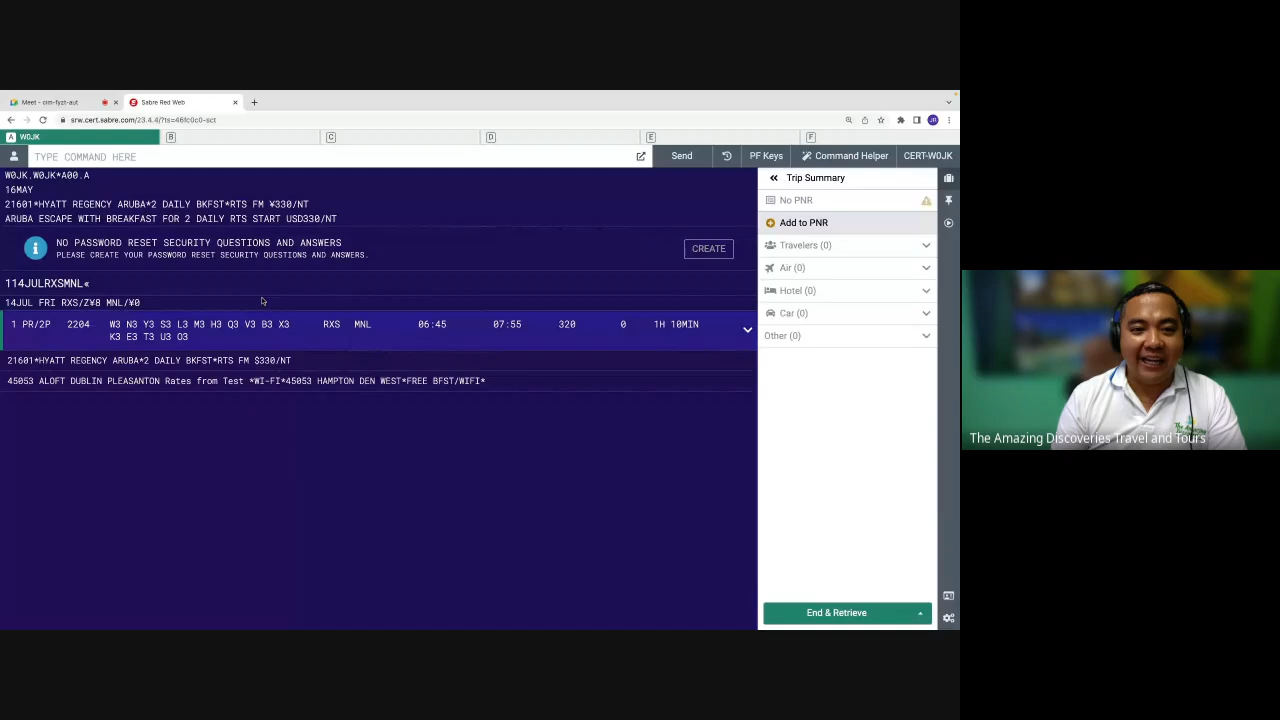 Meet - cim-fyzt-aut
Sabre Red Web
srw.cert.sabre.com/23.4.4/?ts=46fc0c0-sct
JR
A W0JK
B
C
D
E
F
TYPE COMMAND HERE
Send
PF Keys
Command Helper
CERT-W0JK
W0JK.W0JK*A00.A
16MAY
21601*HYATT REGENCY ARUBA*2 DAILY BKFST*RTS FM ¥330/NT
ARUBA ESCAPE WITH BREAKFAST FOR 2 DAILY RTS START USD330/NT
NO PASSWORD RESET SECURITY QUESTIONS AND ANSWERS
PLEASE CREATE YOUR PASSWORD RESET SECURITY QUESTIONS AND ANSWERS.
CREATE
114JULRXSMNL«
14JUL FRI RXS/Z¥8 MNL/¥0
1 PR/2P 2204 W3 N3 Y3 S3 L3 M3 H3 Q3 V3 B3 X3 RXS MNL 06:45 07:55 320 0 1H 10MIN
K3 E3 T3 U3 O3
21601*HYATT REGENCY ARUBA*2 DAILY BKFST*RTS FM $330/NT
45053 ALOFT DUBLIN PLEASANTON Rates from Test *WI-FI*45053 HAMPTON DEN WEST*FREE BFST/WIFI*
Trip Summary
No PNR
Add to PNR
Travelers (0)
Air (0)
Hotel (0)
Car (0)
Other (0)
End & Retrieve
The Amazing
The Amazing Discoveries Travel and Tours